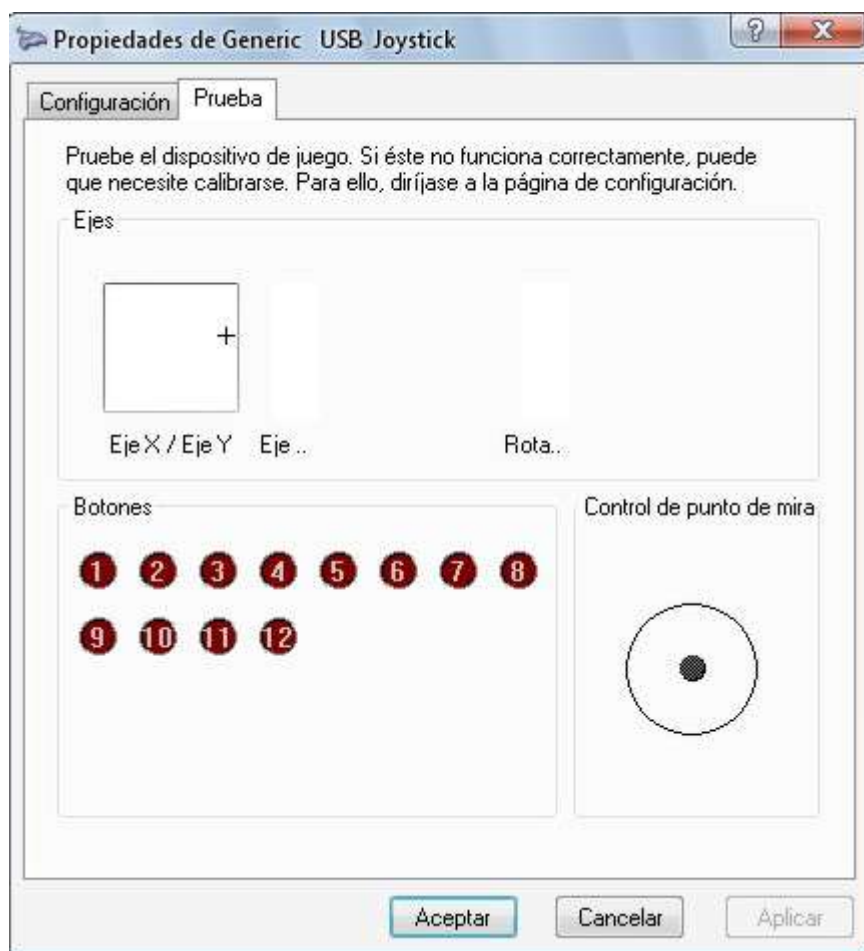 Propiedades de Generic USB Joystick
Configuración Prueba
Pruebe el dispositivo de juego. Si éste no funciona correctamente, puede
que necesite calibrarse. Para ello, diríjase a la página de configuración.
Ejes
Eje X / Eje Y Eje .. Rota..
Botones
Control de punto de mira
1 2 3 4 5 6 7 8
9 10 11 12
Aceptar Cancelar Aplicar